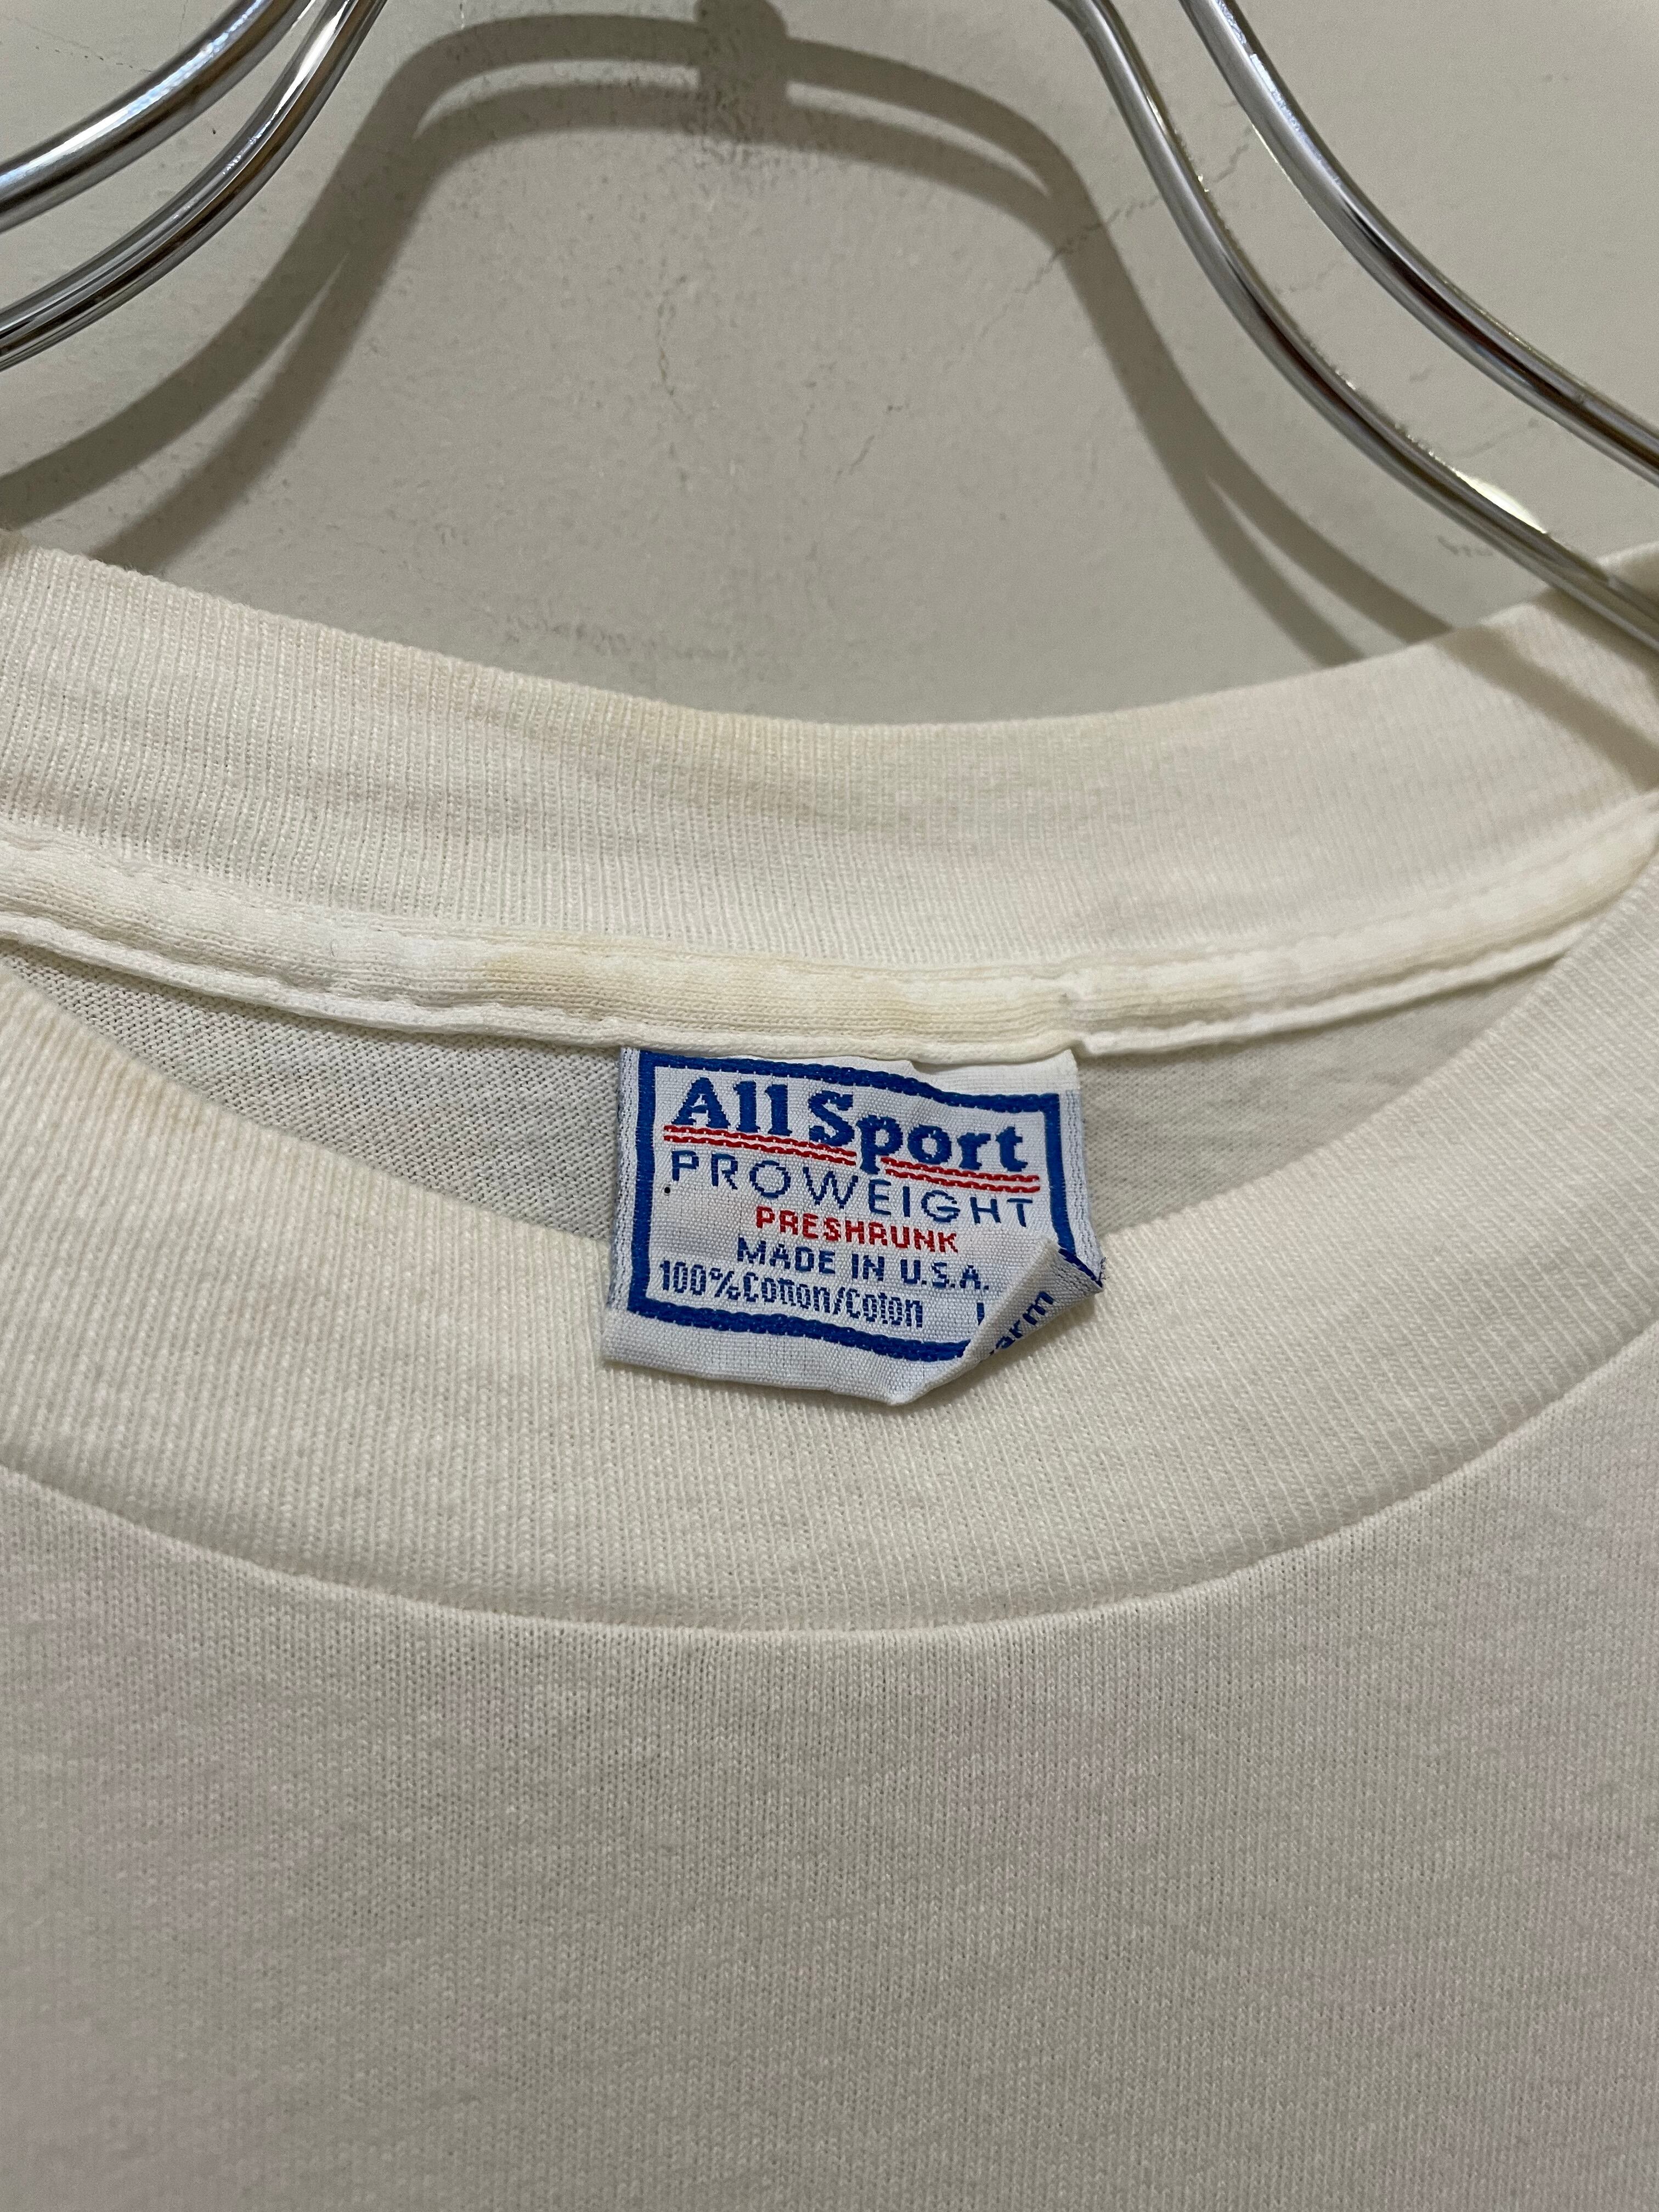 All Sport
PROWEIGHT
PRESHRUNK
MADE IN U.S.A.
100% Cotton/Coton